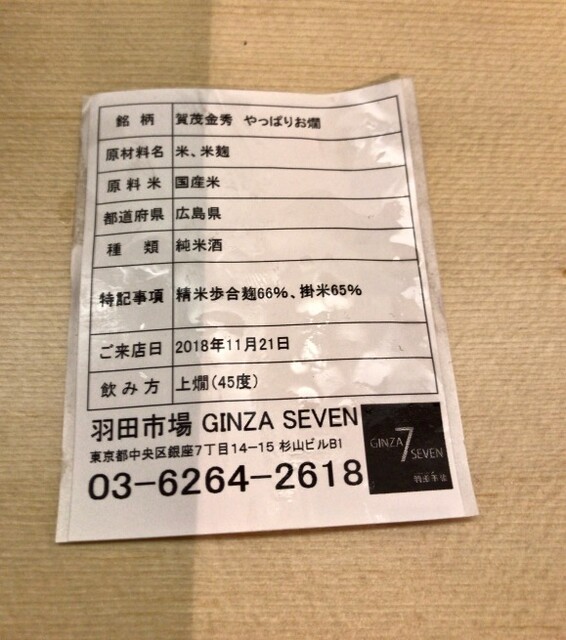 銘柄 賀茂金秀 やっぱりお燗
原材料名 米、米麹
原料米 国産米
都道府県 広島県
種類 純米酒
特記事項 精米歩合麹66%、掛米65%
ご来店日 2018年11月21日
飲み方 上燗(45度)
羽田市場 GINZA SEVEN
東京都中央区銀座7丁目14-15 杉山ビルB1
03-6264-2618
7
GINZA SEVEN
羽田市場